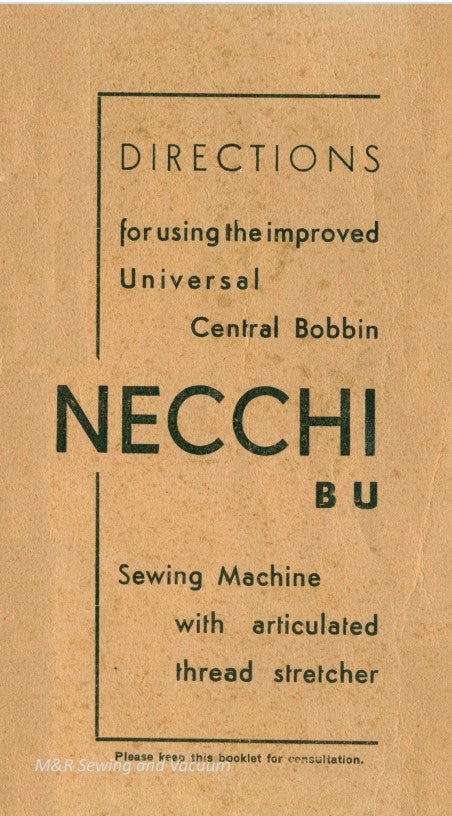 DIRECTIONS
for using the improved
Universal
Central Bobbin
NECCHI
BU
Sewing Machine
with articulated
thread stretcher
Please keep this booklet for consultation.
M&R Sewing and Vacuum